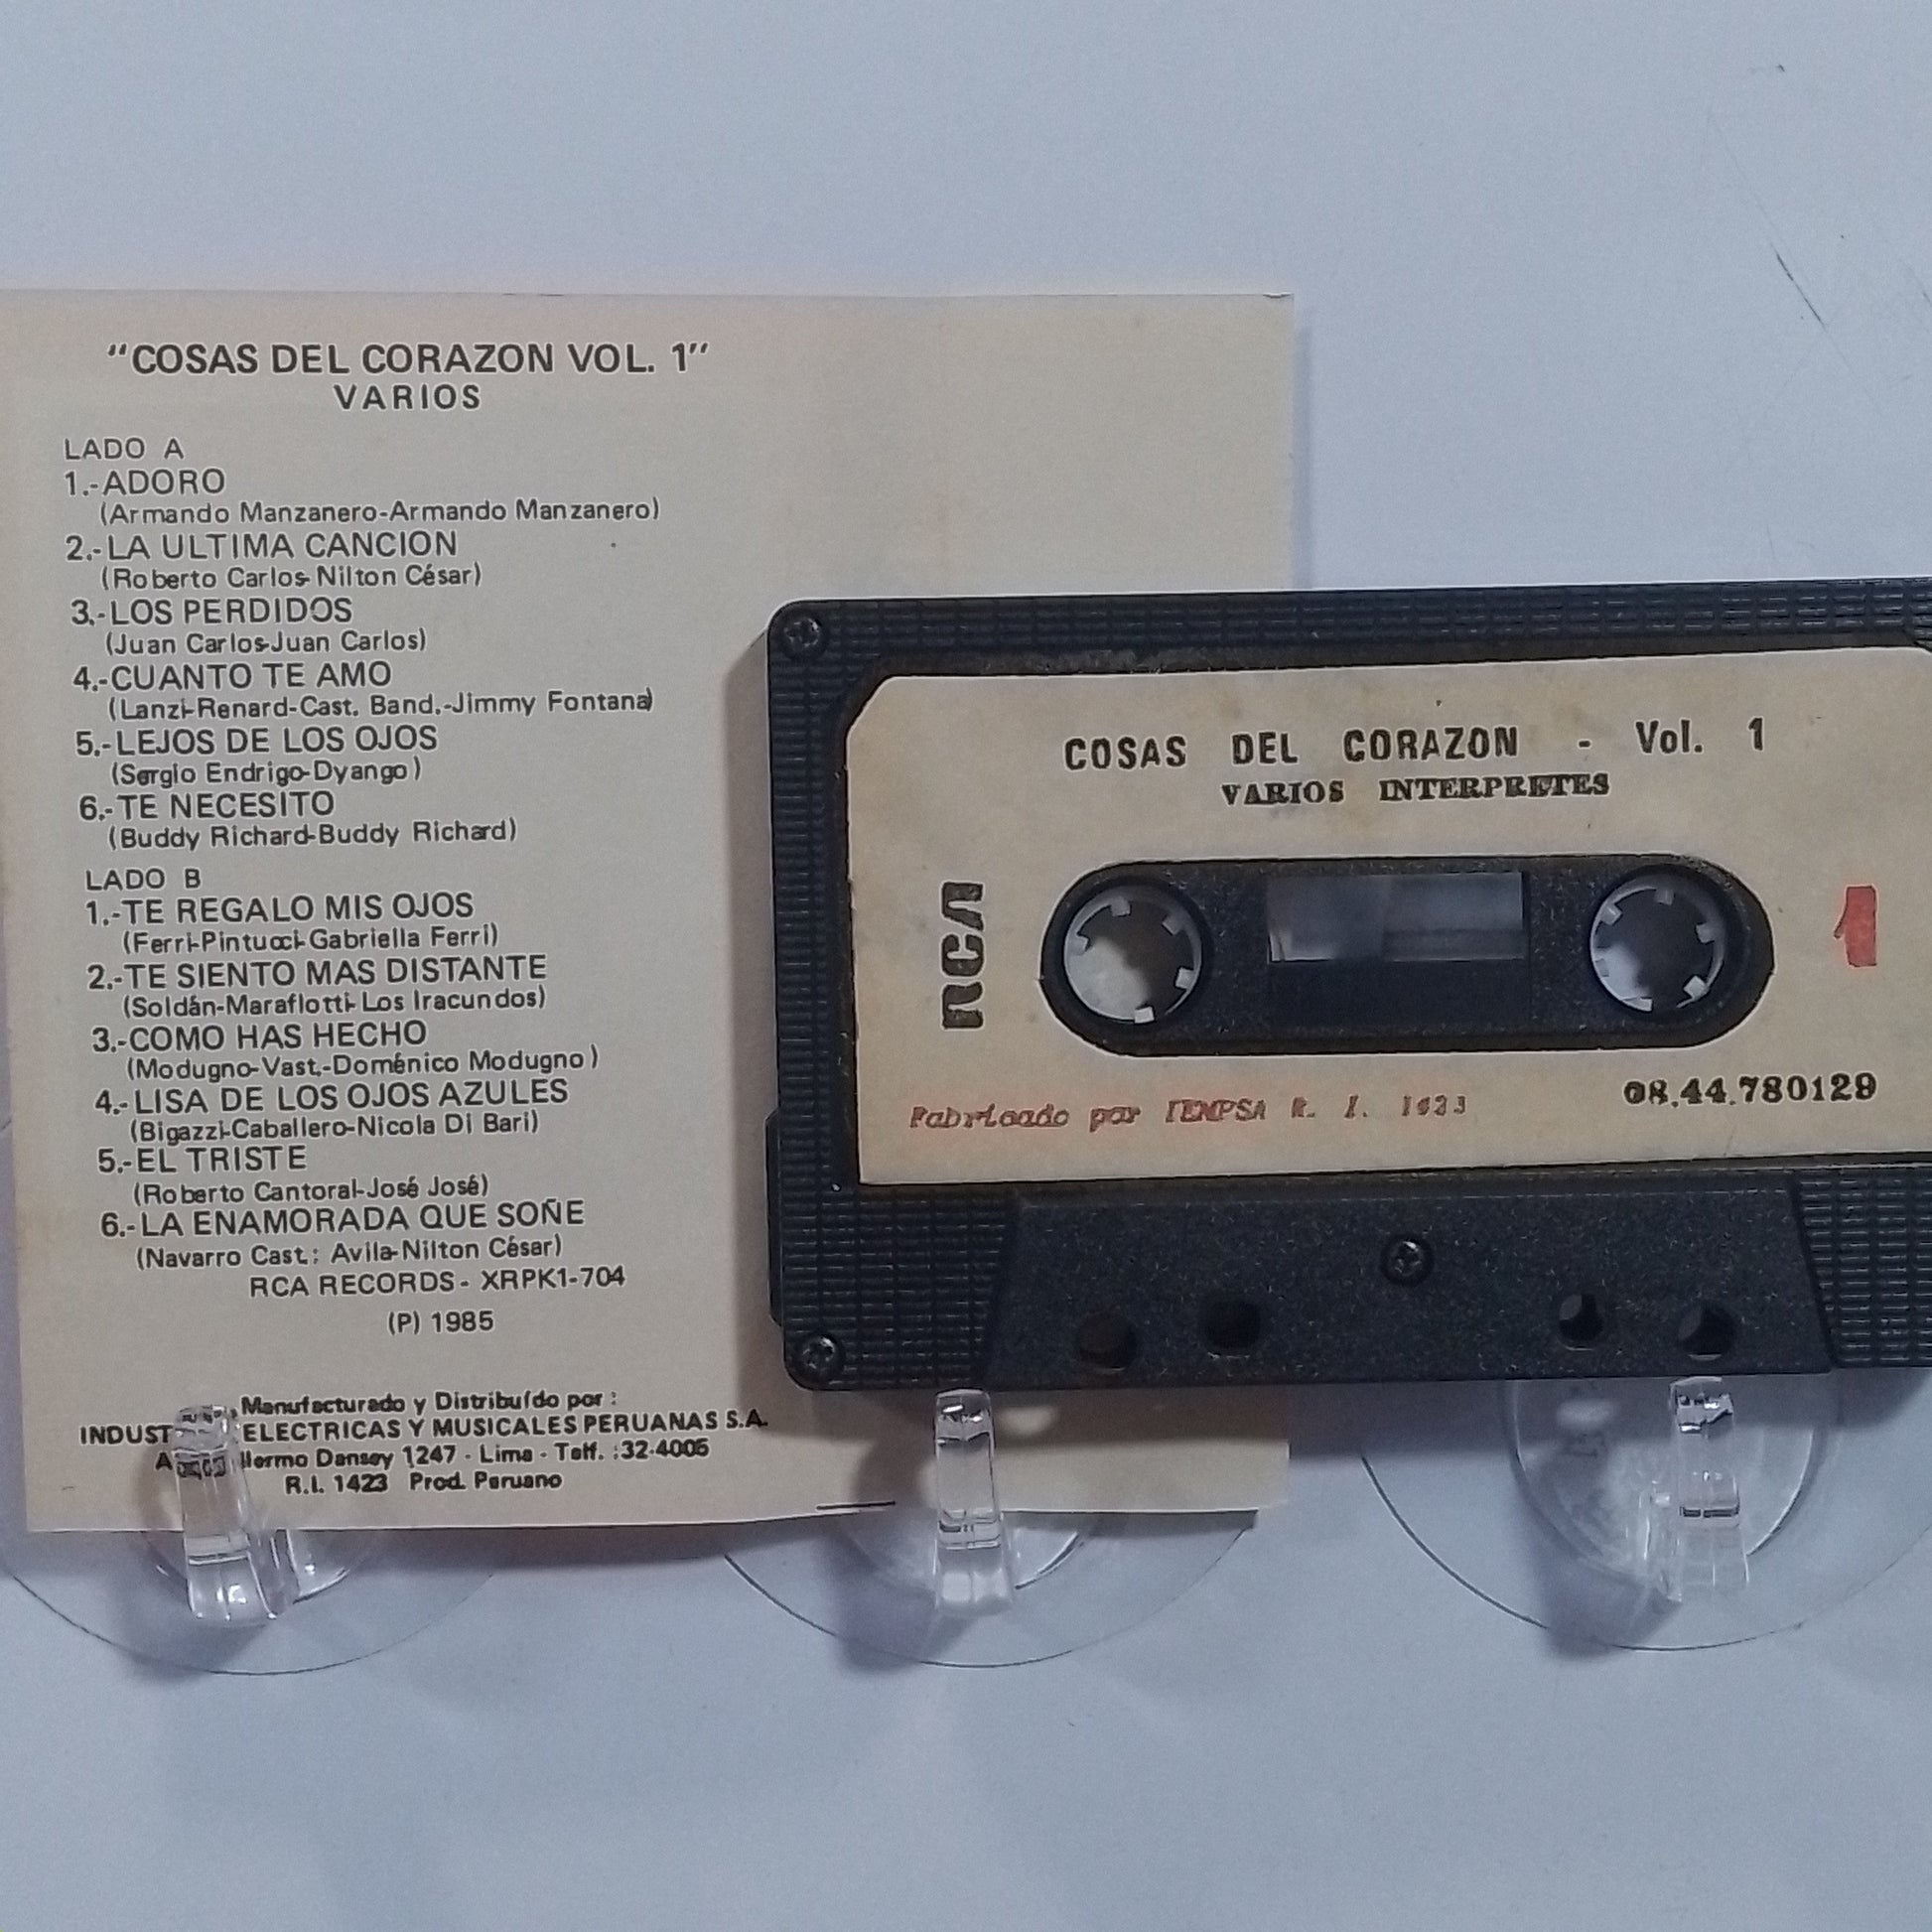 “COSAS DEL CORAZON VOL. 1”
VARIOS
LADO A
1.-ADORO
(Armando Manzanero-Armando Manzanero)
2.-LA ULTIMA CANCION
(Roberto Carlos-Nilton César)
3.-LOS PERDIDOS
(Juan Carlos-Juan Carlos)
4.-CUANTO TE AMO
(Lanzi-Renard-Cast. Band.-Jimmy Fontana)
5.-LEJOS DE LOS OJOS
(Sergio Endrigo-Dyango)
6.-TE NECESITO
(Buddy Richard-Buddy Richard)
LADO B
1.-TE REGALO MIS OJOS
(Ferri-Pintucci-Gabriella Ferri)
2.-TE SIENTO MAS DISTANTE
(Soldán-Maraflotti-Los Iracundos)
3.-COMO HAS HECHO
(Modugno-Vast.-Doménico Modugno)
4.-LISA DE LOS OJOS AZULES
(Bigazzi-Caballero-Nicola Di Bari)
5.-EL TRISTE
(Roberto Cantoral-José José)
6.-LA ENAMORADA QUE SOÑE
(Navarro Cast.: Avila-Nilton César)
RCA RECORDS - XRPK1-704
(P) 1985
Manufacturado y Distribuído por :
ELECTRICAS Y MUSICALES PERUANAS S.A.
Dansey 1247 - Lima - Telf. :32-4005
R.I. 1423 Prod. Peruano
COSAS DEL CORAZON - Vol. 1
VARIOS INTERPRETES
RCA
1
08.44.780129
Fabricado por IEMPSA R. I. 1423